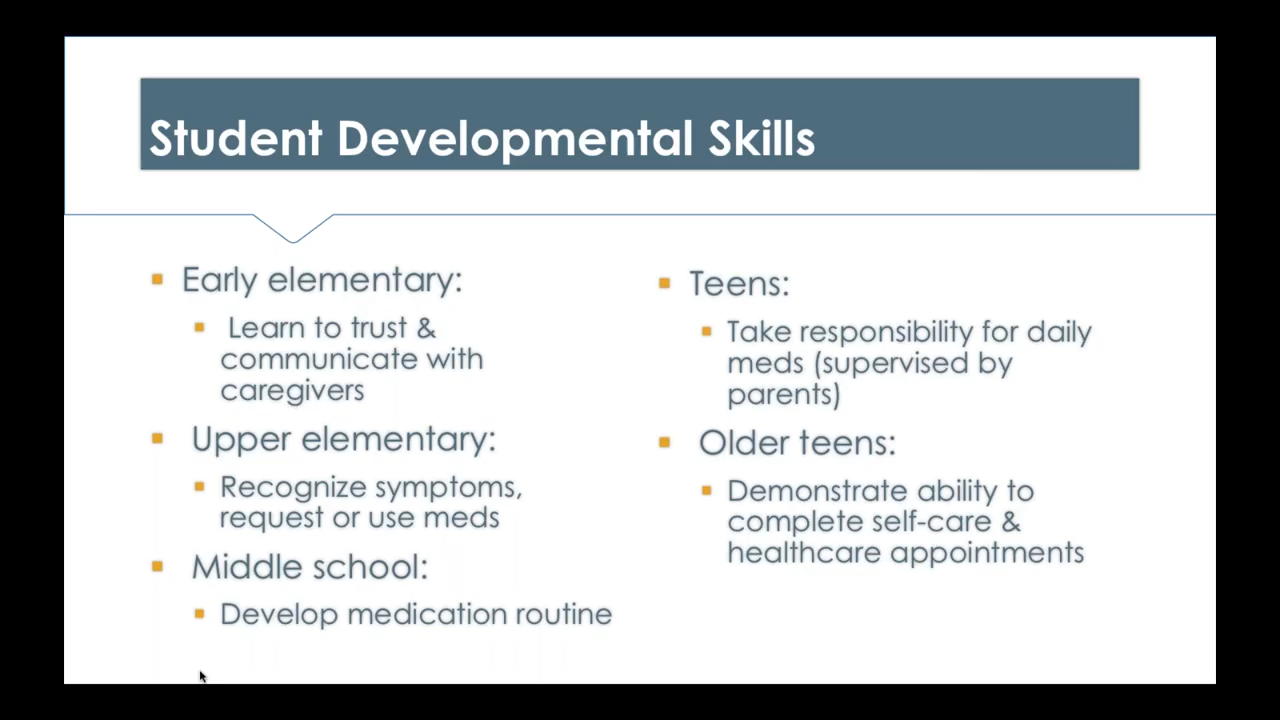 Student Developmental Skills
Early elementary:
Learn to trust &
communicate with
caregivers
Upper elementary:
Recognize symptoms,
request or use meds
Middle school:
Develop medication routine
Teens:
Take responsibility for daily
meds (supervised by
parents)
Older teens:
Demonstrate ability to
complete self-care &
healthcare appointments